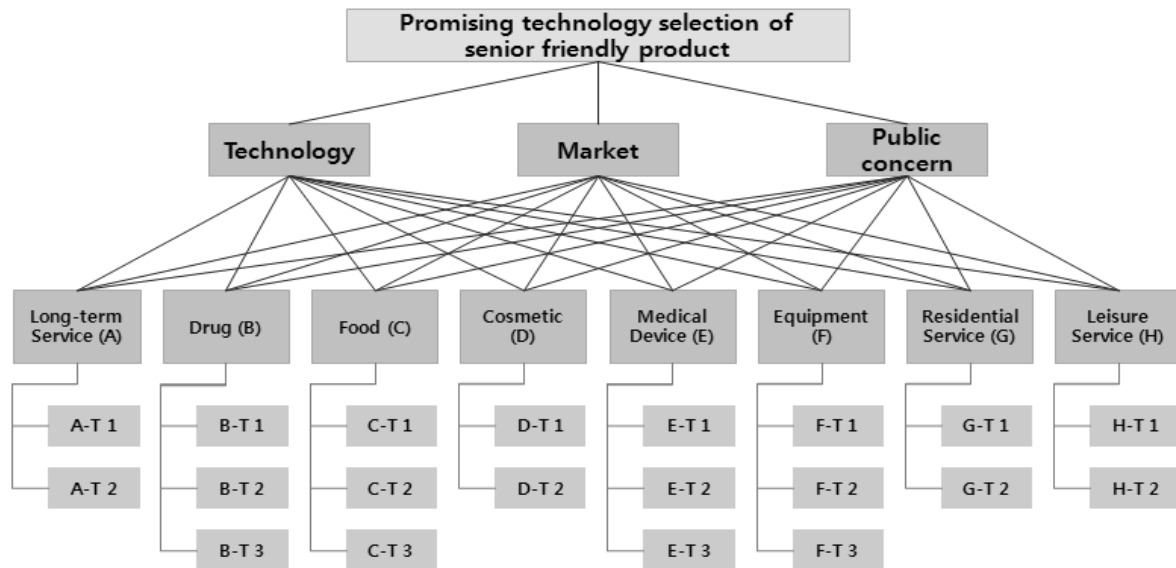 Promising technology selection of
senior friendly product
Technology
Market
Public
concern
Long-term
Service (A)
Drug (B)
Food (C)
Cosmetic
(D)
Medical
Device (E)
Equipment
(F)
Residential
Service (G)
Leisure
Service (H)
A-T 1
B-T 1
C-T 1
D-T 1
E-T 1
F-T 1
G-T 1
H-T 1
A-T 2
B-T 2
C-T 2
D-T 2
E-T 2
F-T 2
G-T 2
H-T 2
B-T 3
C-T 3
E-T 3
F-T 3